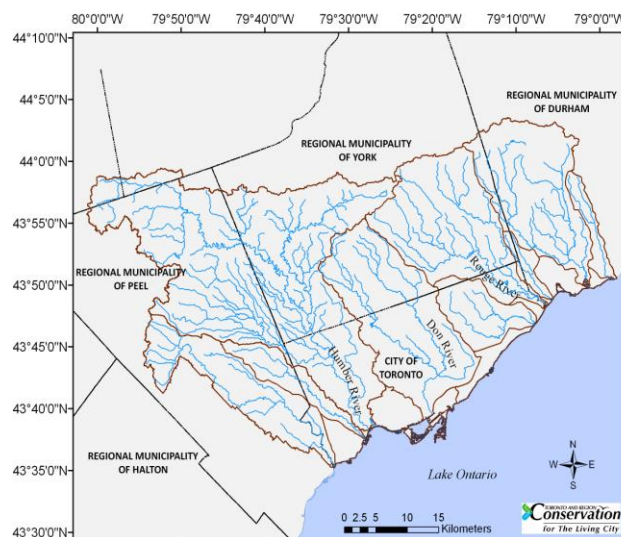 80°0'0"W 79°50'0"W 79°40'0"W 79°30'0"W 79°20'0"W 79°10'0"W 79°0'0"W
44°10'0"N
44°5'0"N
REGIONAL MUNICIPALITY
OF DURHAM
REGIONAL MUNICIPALITY
OF YORK
44°0'0"N
43°55'0"N
REGIONAL MUNICIPALITY
OF PEEL
Rouge River
43°50'0"N
Don River
43°45'0"N
Humber River
CITY OF
TORONTO
43°40'0"N
REGIONAL MUNICIPALITY
OF HALTON
43°35'0"N
Lake Ontario
N
W E
S
0 2.5 5 10 15
Kilometers
TORONTO AND REGION
Conservation
for The Living City
43°30'0"N